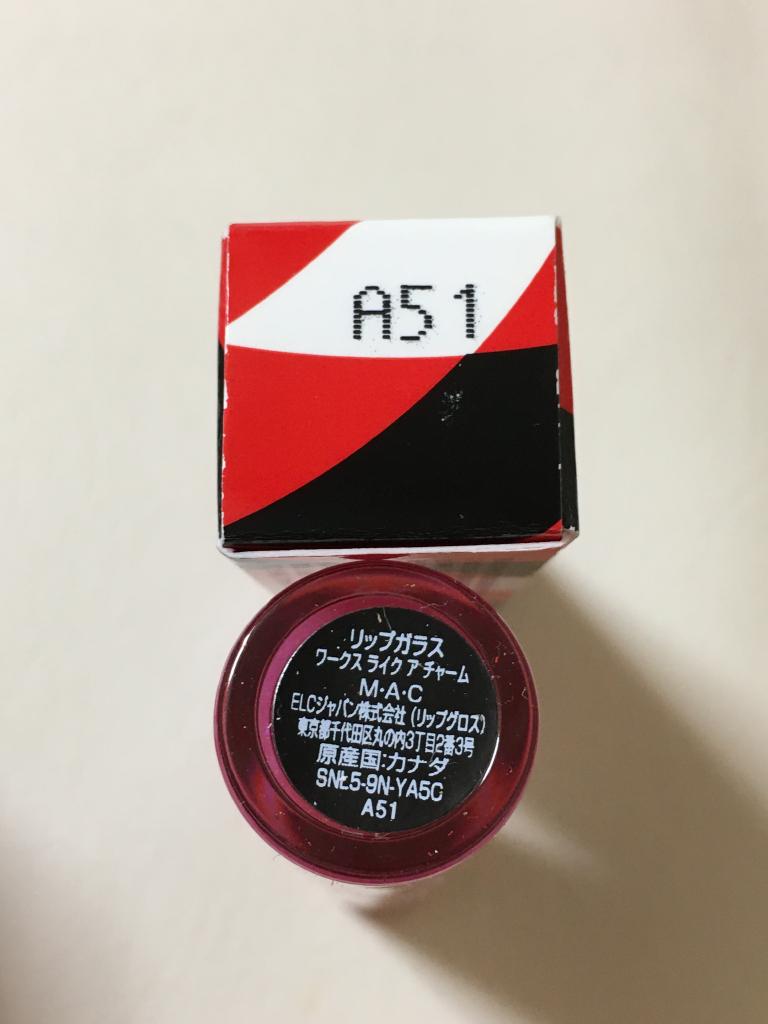 A51
リップガラス
ワークス ライク ア チャーム
M·A·C
ELCジャパン株式会社 (リップグロス)
東京都千代田区丸の内3丁目2番3号
原産国:カナダ
SNL5-9N-YA5C
A51